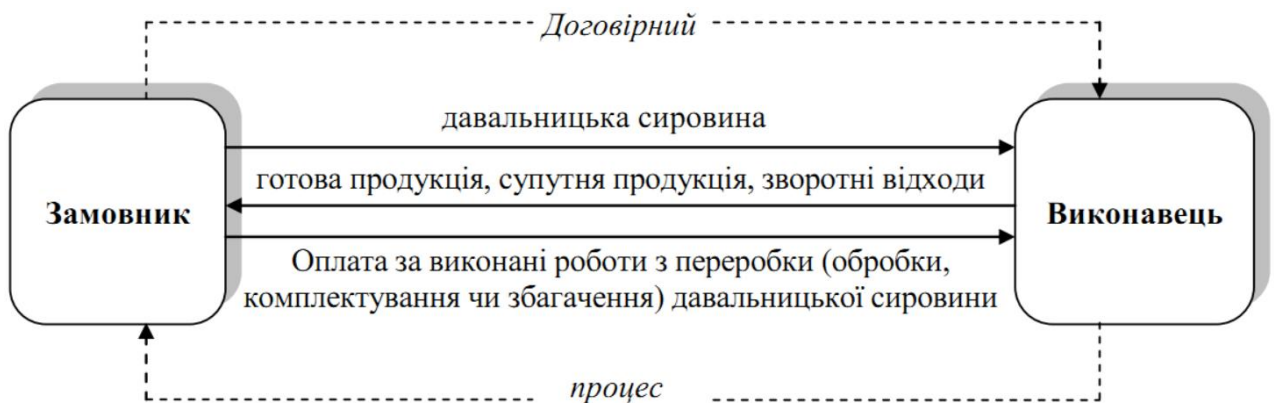 Договірний
давальницька сировина
готова продукція, супутня продукція, зворотні відходи
Замовник
Виконавець
Оплата за виконані роботи з переробки (обробки,
комплектування чи збагачення) давальницької сировини
процес